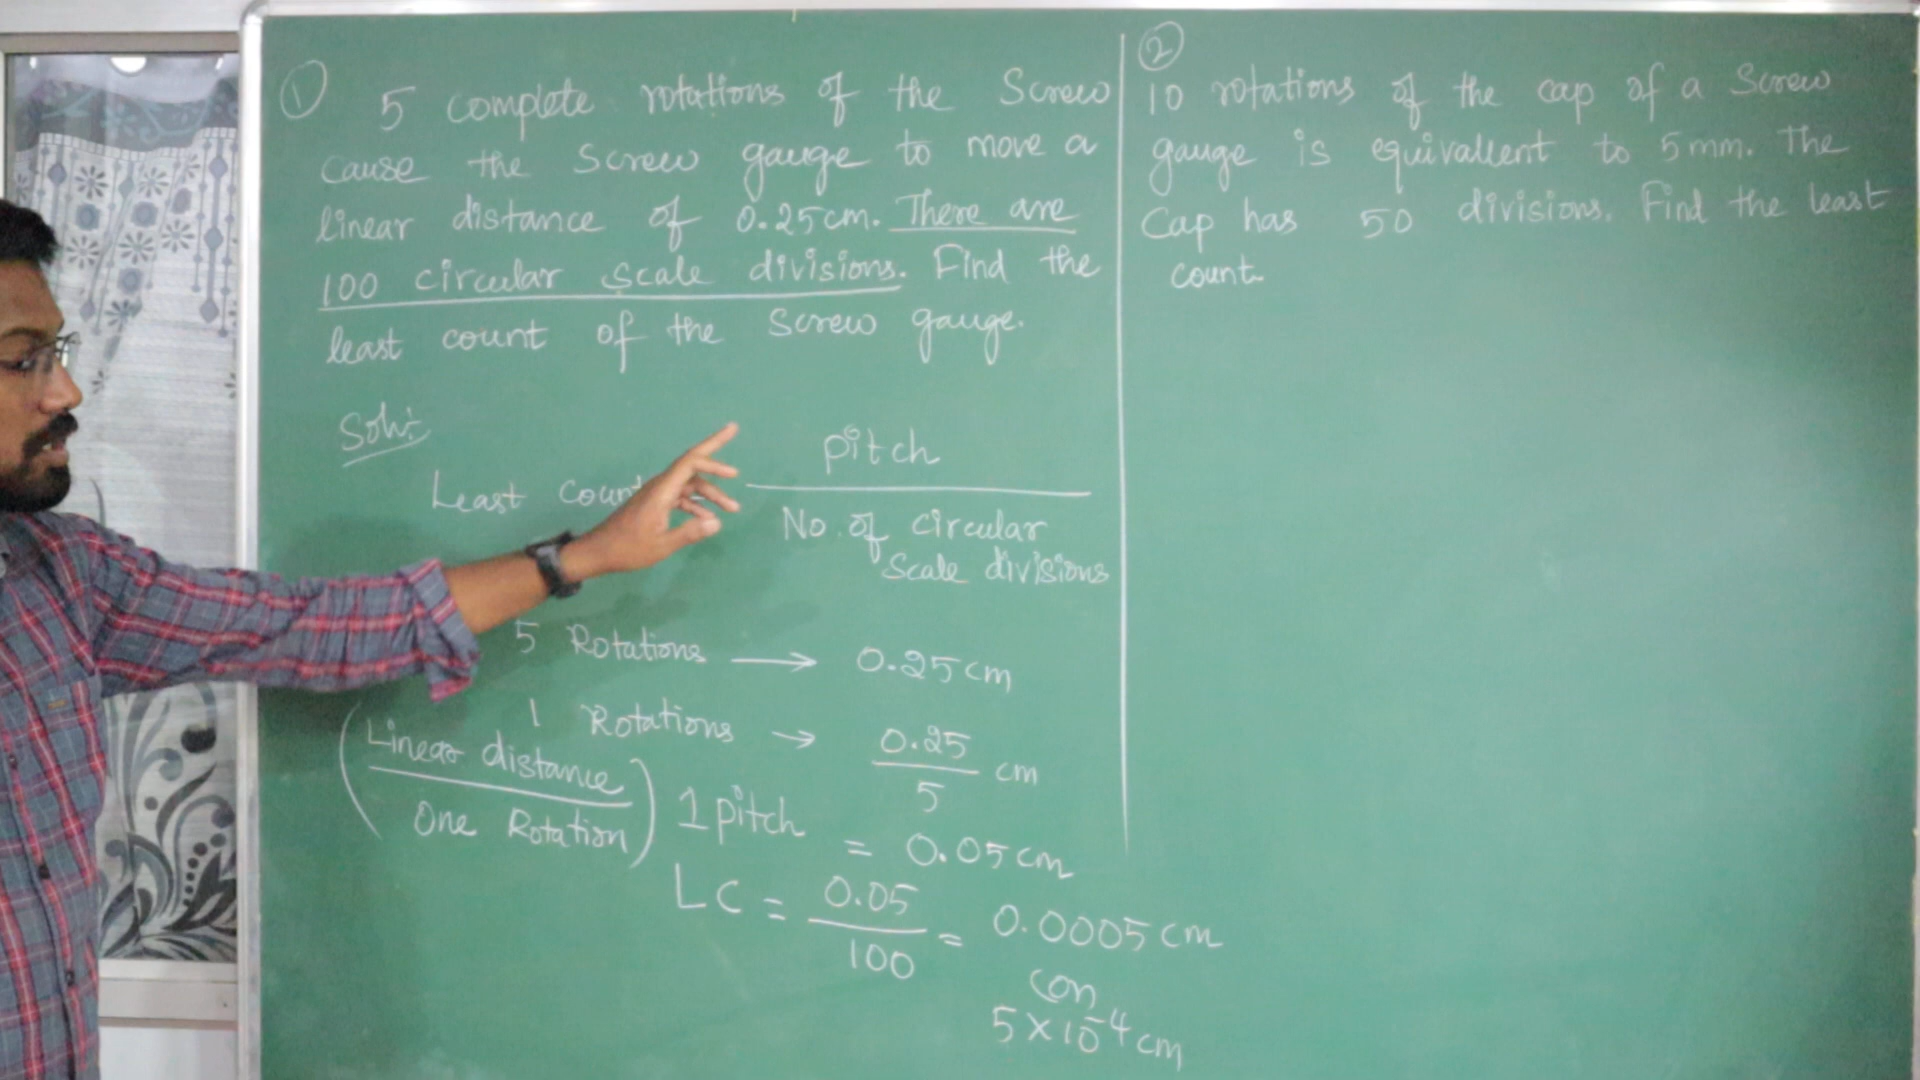 ①
5 complete rotations of the Screw
cause the screw gauge to move a
linear distance of 0.25cm. There are
100 circular scale divisions. Find the
least count of the Screw gauge.
Soln:
Least Count =
pitch
No. of circular
Scale divisions
5 Rotations → 0.25cm
1 Rotations → 0.25
5 cm
(Linear distance
One Rotation)
1 pitch = 0.05cm
LC = 0.05
100 = 0.0005cm
(or)
5×10⁻⁴cm
②
10 rotations of the cap of a Screw
gauge is equivallent to 5mm. The
Cap has 50 divisions. Find the least
count